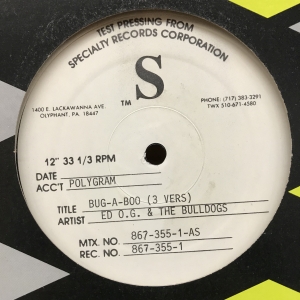 TEST PRESSING FROM
SPECIALTY RECORDS CORPORATION
S
TM
1400 E. LACKAWANNA AVE.
OLYPHANT, PA. 18447
PHONE: (717) 383-3291
TWX 510-671-4580
12" 33 1/3 RPM
DATE
ACC'T POLYGRAM
TITLE BUG-A-BOO (3 VERS)
ARTIST ED O.G. & THE BULLDOGS
MTX. NO. 867-355-1-AS
REC. NO. 867-355-1